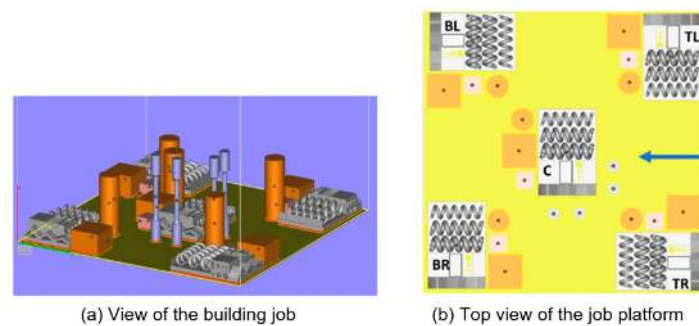 BL
TL
C
BR
TR
(a) View of the building job
(b) Top view of the job platform